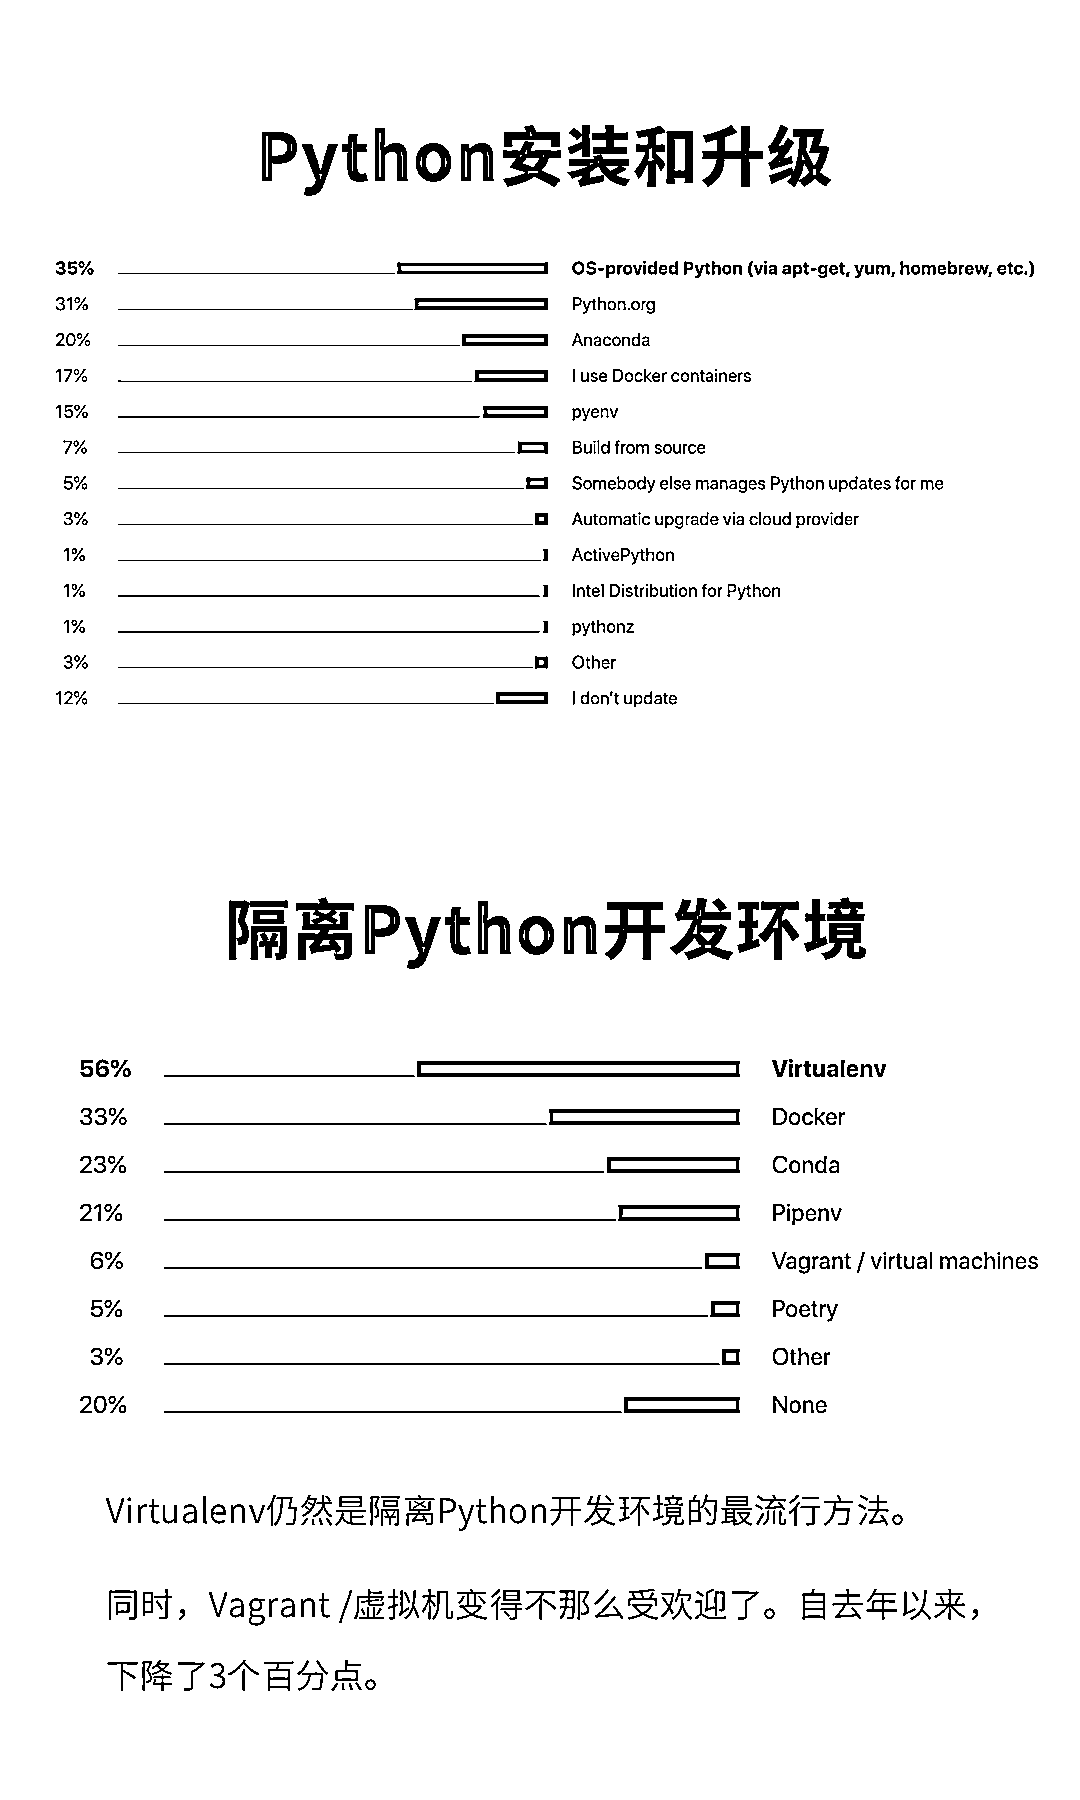 Python安装和升级
35% OS-provided Python (via apt-get, yum, homebrew, etc.)
31% Python.org
20% Anaconda
17% I use Docker containers
15% pyenv
7% Build from source
5% Somebody else manages Python updates for me
3% Automatic upgrade via cloud provider
1% ActivePython
1% Intel Distribution for Python
1% pythonz
3% Other
12% I don't update
隔离Python开发环境
56% Virtualenv
33% Docker
23% Conda
21% Pipenv
6% Vagrant / virtual machines
5% Poetry
3% Other
20% None
Virtualenv仍然是隔离Python开发环境的最流行方法。
同时，Vagrant /虚拟机变得不那么受欢迎了。自去年以来，
下降了3个百分点。